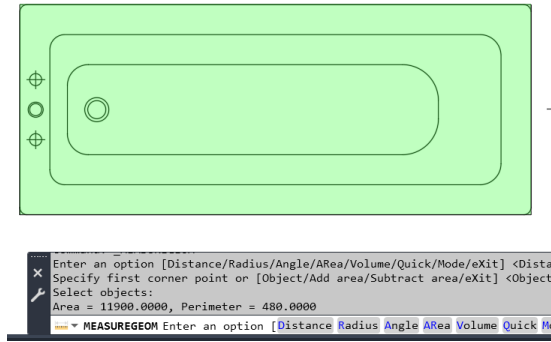 Enter an option [Distance/Radius/Angle/ARea/Volume/Quick/Mode/eXit] <Dista
Specify first corner point or [Object/Add area/Subtract area/eXit] <Object
Select objects:
Area = 11900.0000, Perimeter = 480.0000
MEASUREGEOM Enter an option [Distance Radius Angle ARea Volume Quick Mo